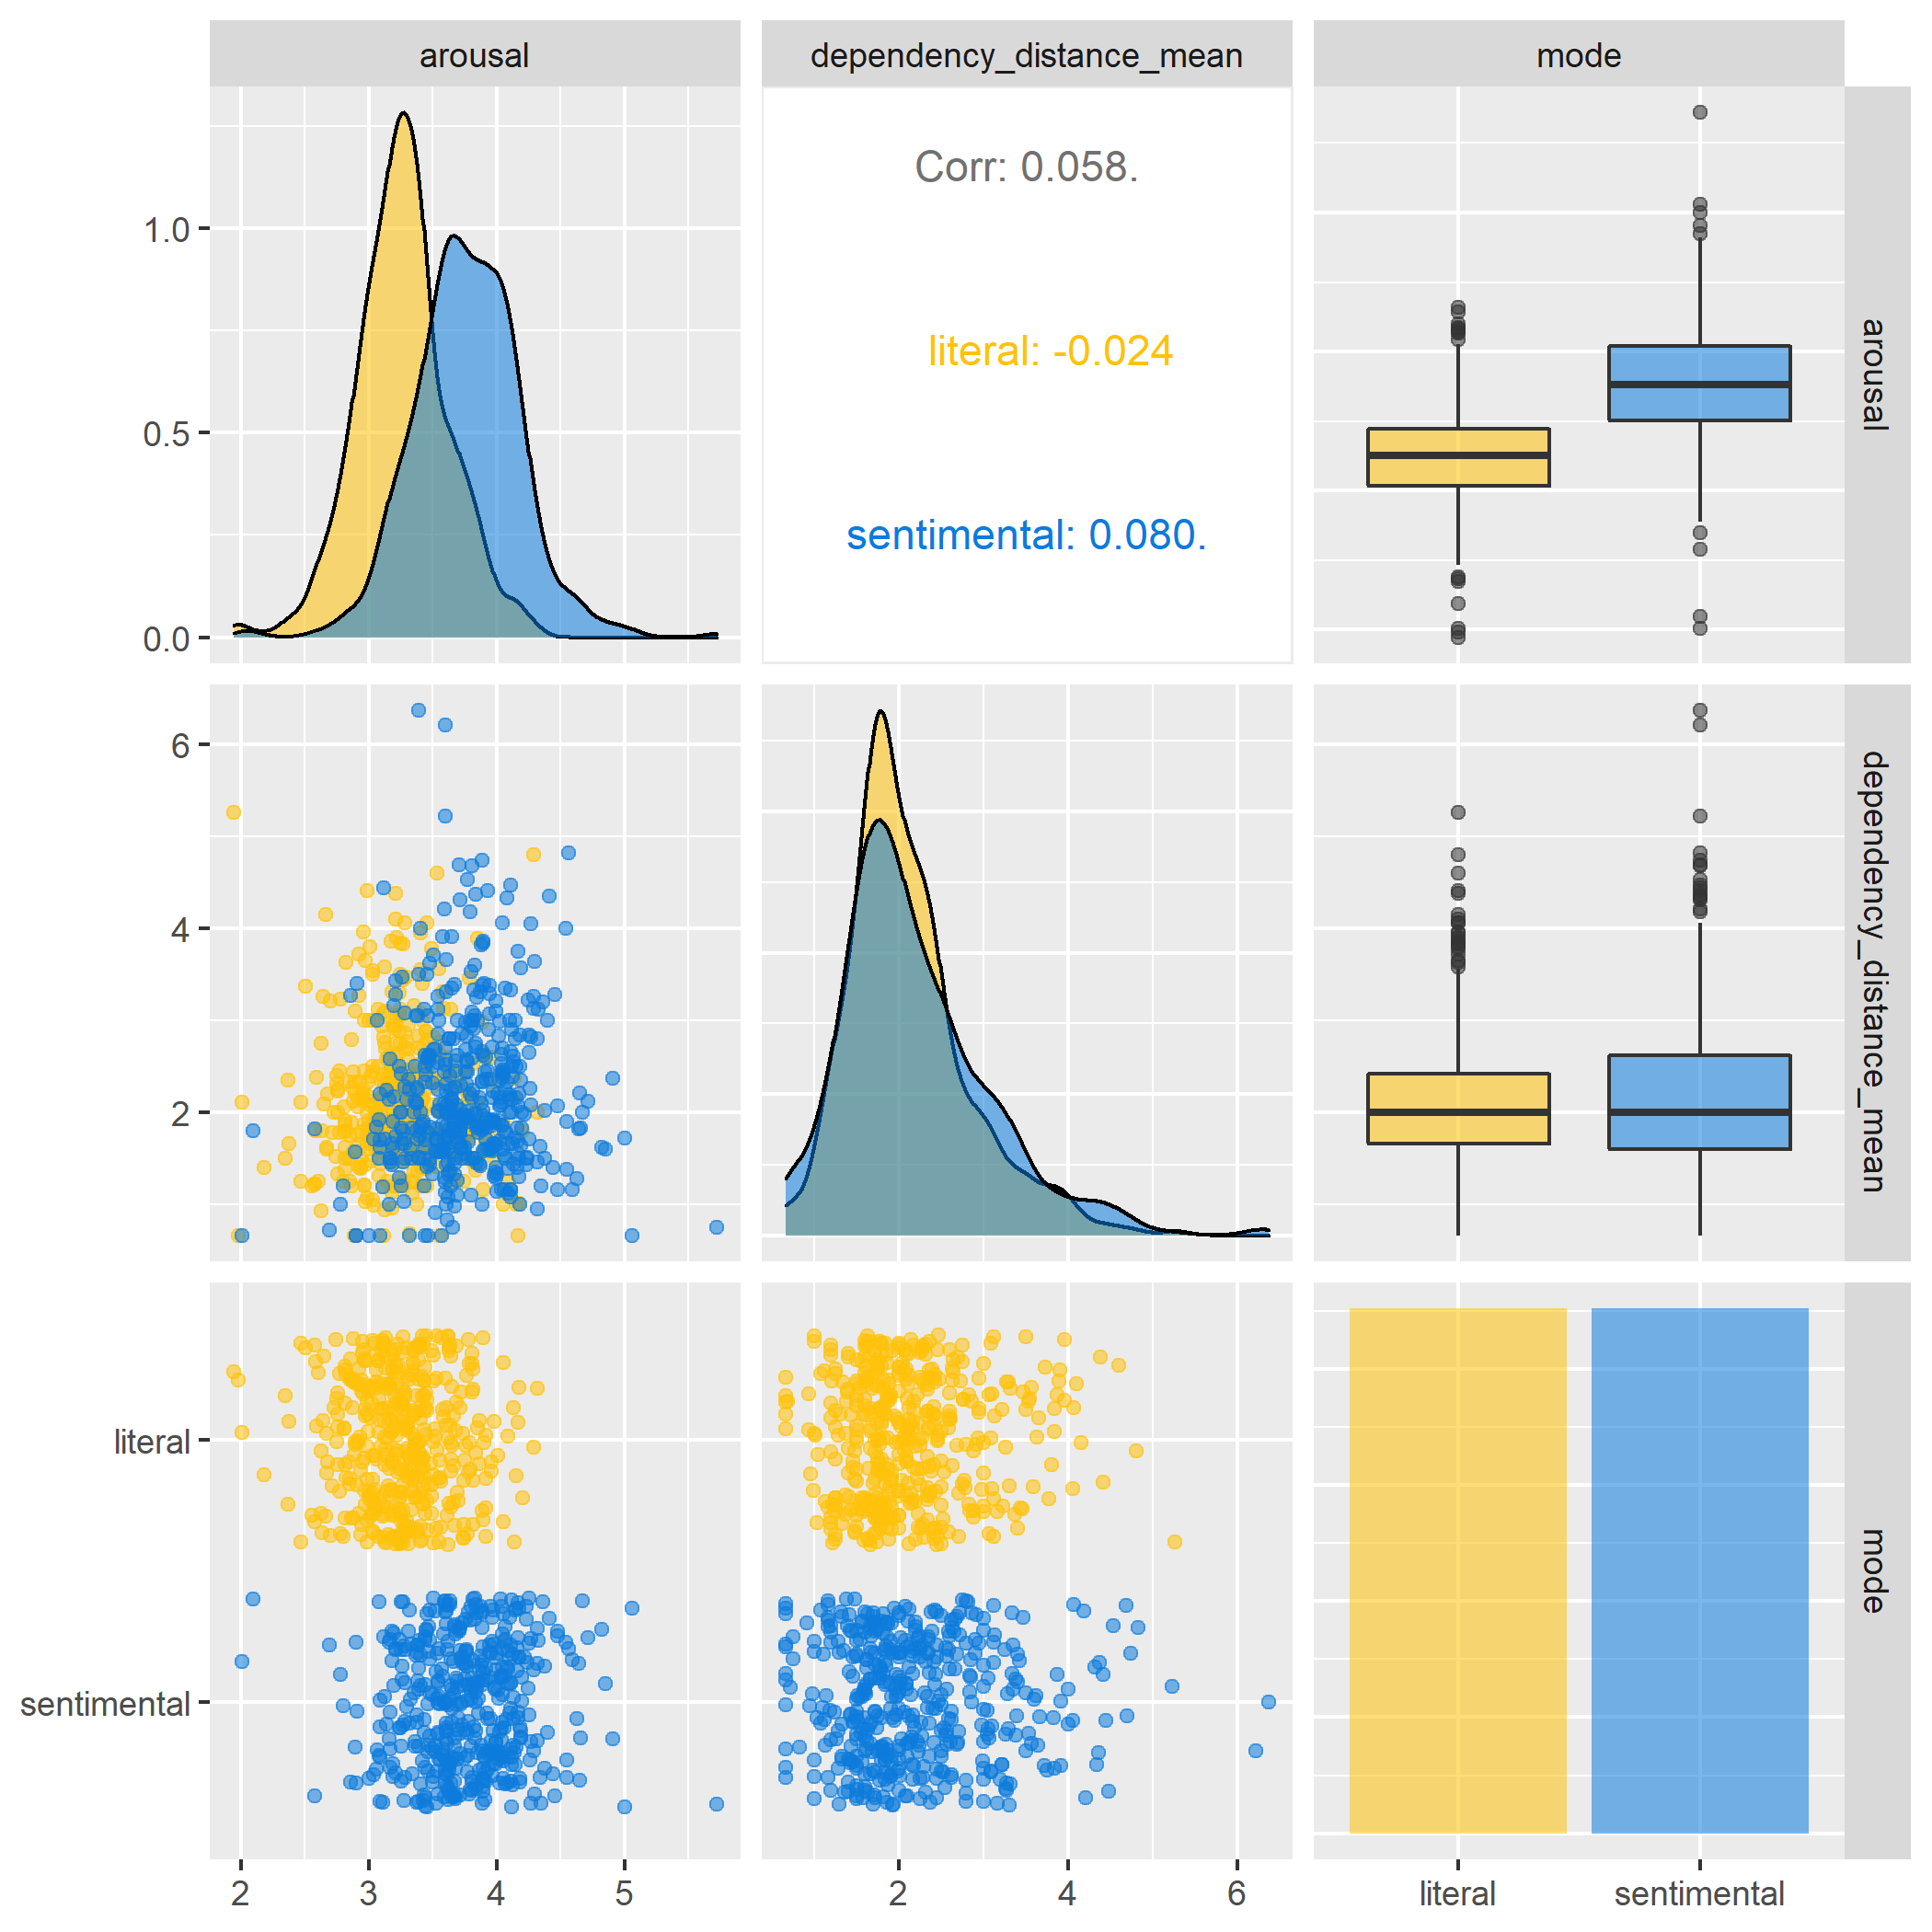 arousal dependency_distance_mean mode
Corr: 0.058.
literal: -0.024
sentimental: 0.080.
1.0
0.5
0.0
arousal
6
4
2
dependency_distance_mean
literal
sentimental
mode
2 3 4 5 2 4 6 literal sentimental